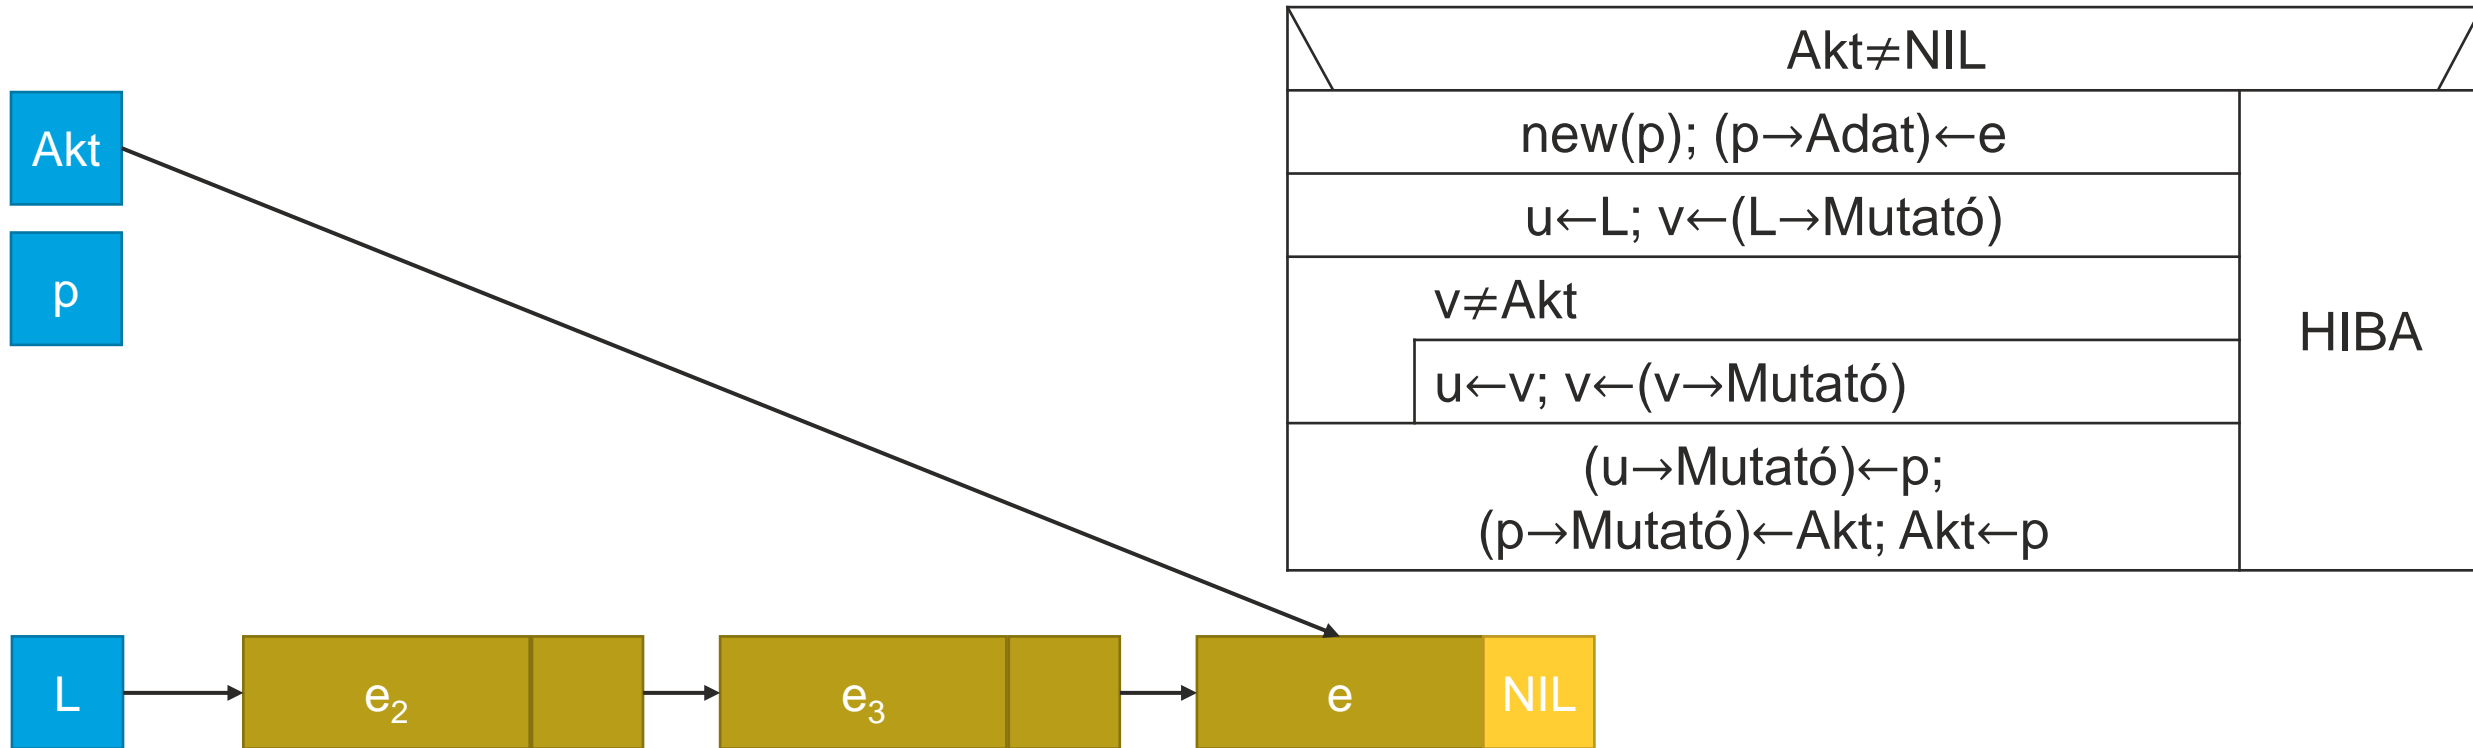 Akt≠NIL
Akt
new(p); (p→Adat)←e
u←L; v←(L→Mutató)
p
v≠Akt
HIBA
u←v; v←(v→Mutató)
(u→Mutató)←p;
(p→Mutató)←Akt; Akt←p
L
e₂
e₃
e
NIL